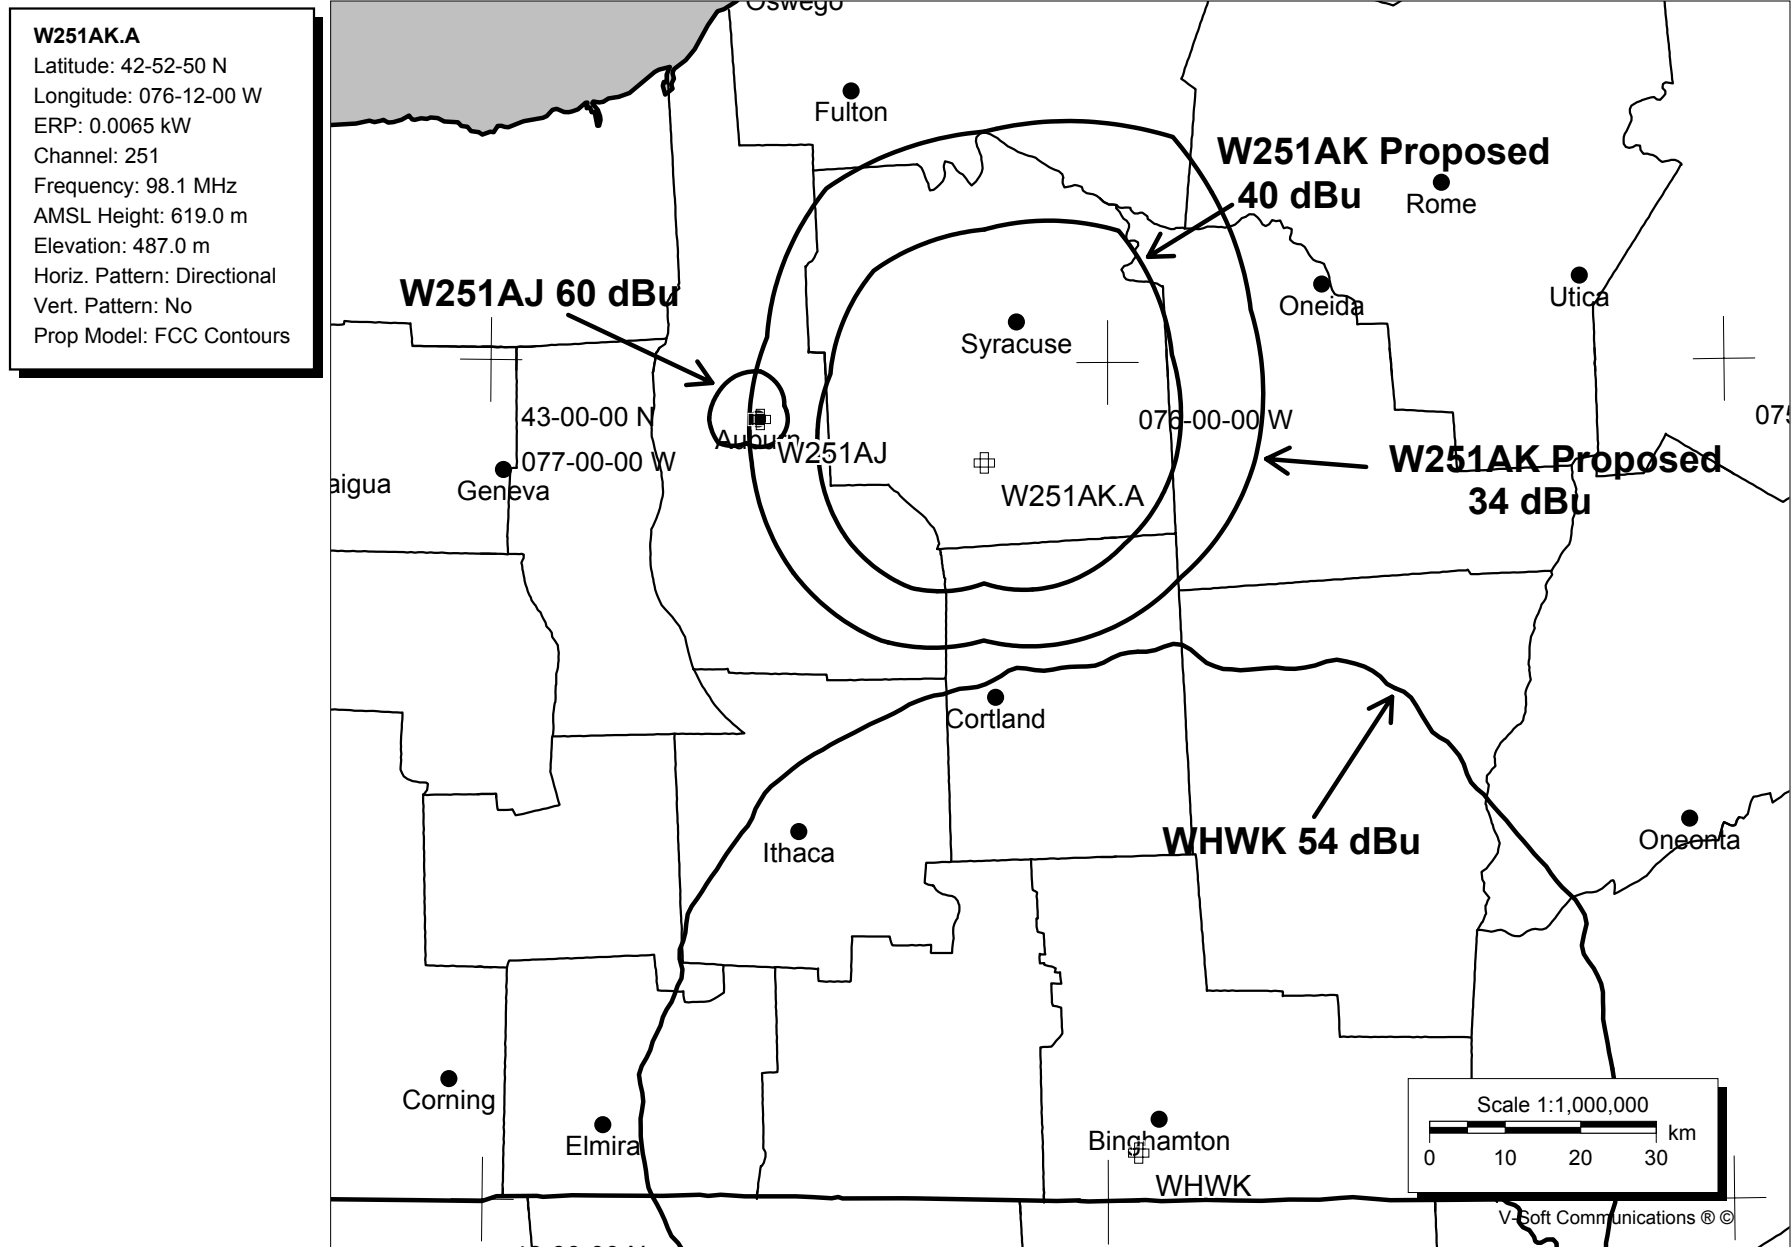 W251AK.A
Latitude: 42-52-50 N
Longitude: 076-12-00 W
ERP: 0.0065 kW
Channel: 251
Frequency: 98.1 MHz
AMSL Height: 619.0 m
Elevation: 487.0 m
Horiz. Pattern: Directional
Vert. Pattern: No
Prop Model: FCC Contours
Oswego
Fulton
W251AK Proposed
40 dBu
Rome
W251AJ 60 dBu
Oneida
Utica
Syracuse
43-00-00 N
077-00-00 W
076-00-00 W
075
Auburn
W251AJ
W251AK Proposed
34 dBu
aigua
Geneva
W251AK.A
Cortland
WHWK 54 dBu
Ithaca
Oneonta
Corning
Elmira
Binghamton
WHWK
Scale 1:1,000,000
km
0 10 20 30
V-Soft Communications ® ©